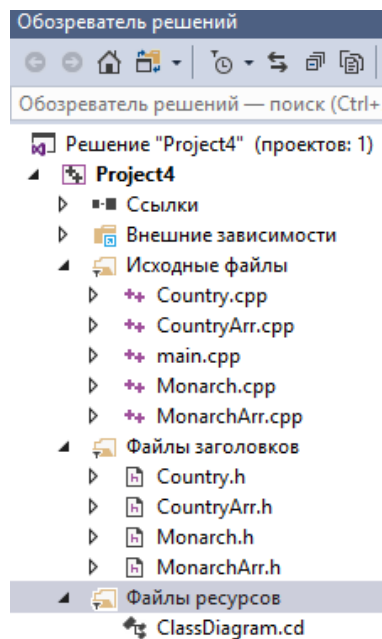 Обозреватель решений
Обозреватель решений — поиск (Ctrl+
Решение "Project4" (проектов: 1)
Project4
Ссылки
Внешние зависимости
Исходные файлы
Country.cpp
CountryArr.cpp
main.cpp
Monarch.cpp
MonarchArr.cpp
Файлы заголовков
Country.h
CountryArr.h
Monarch.h
MonarchArr.h
Файлы ресурсов
ClassDiagram.cd